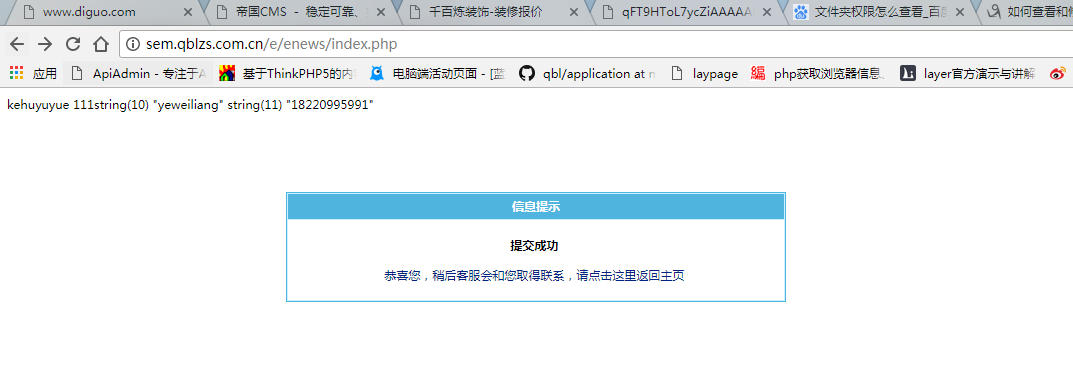 www.diguo.com
帝国CMS - 稳定可靠、
千百炼装饰-装修报价
qFT9HToL7ycZiAAAAA
文件夹权限怎么查看_百
如何查看和修
sem.qblzs.com.cn/e/enews/index.php
应用
ApiAdmin - 专注于A
基于ThinkPHP5的内
电脑端活动页面 - [蓝
qbl/application at n
laypage
编
php获取浏览器信息、
layer官方演示与讲解
kehuyuyue 111string(10) "yeweiliang" string(11) "18220995991"
信息提示
提交成功
恭喜您，稍后客服会和您取得联系，请点击这里返回主页